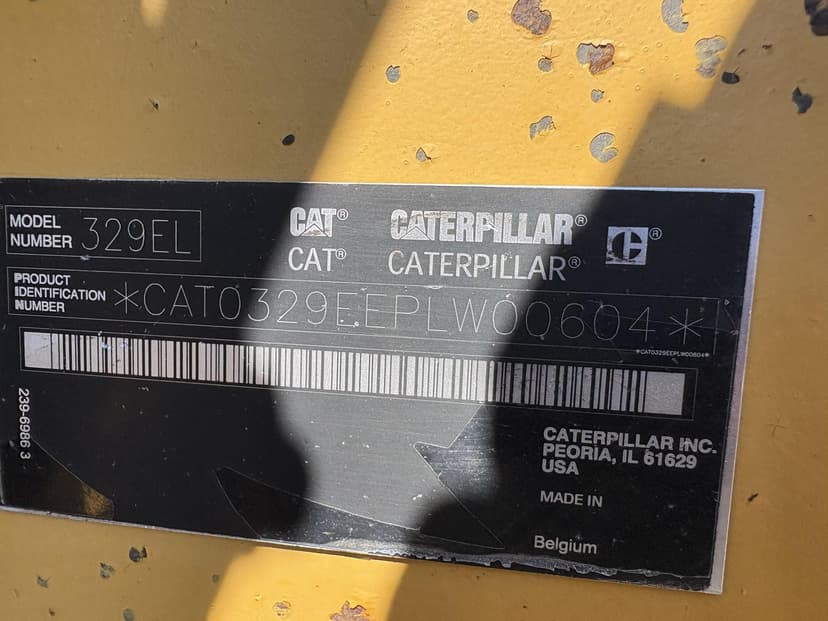 MODEL
NUMBER
329EL
CAT®
CAT®
CATERPILLAR®
CATERPILLAR®
C®
PRODUCT
IDENTIFICATION
NUMBER
*CAT0329EEPLW00604*
*CAT0329EEPLW00604*
239-6986 3
CATERPILLAR INC.
PEORIA, IL 61629
USA
MADE IN
Belgium